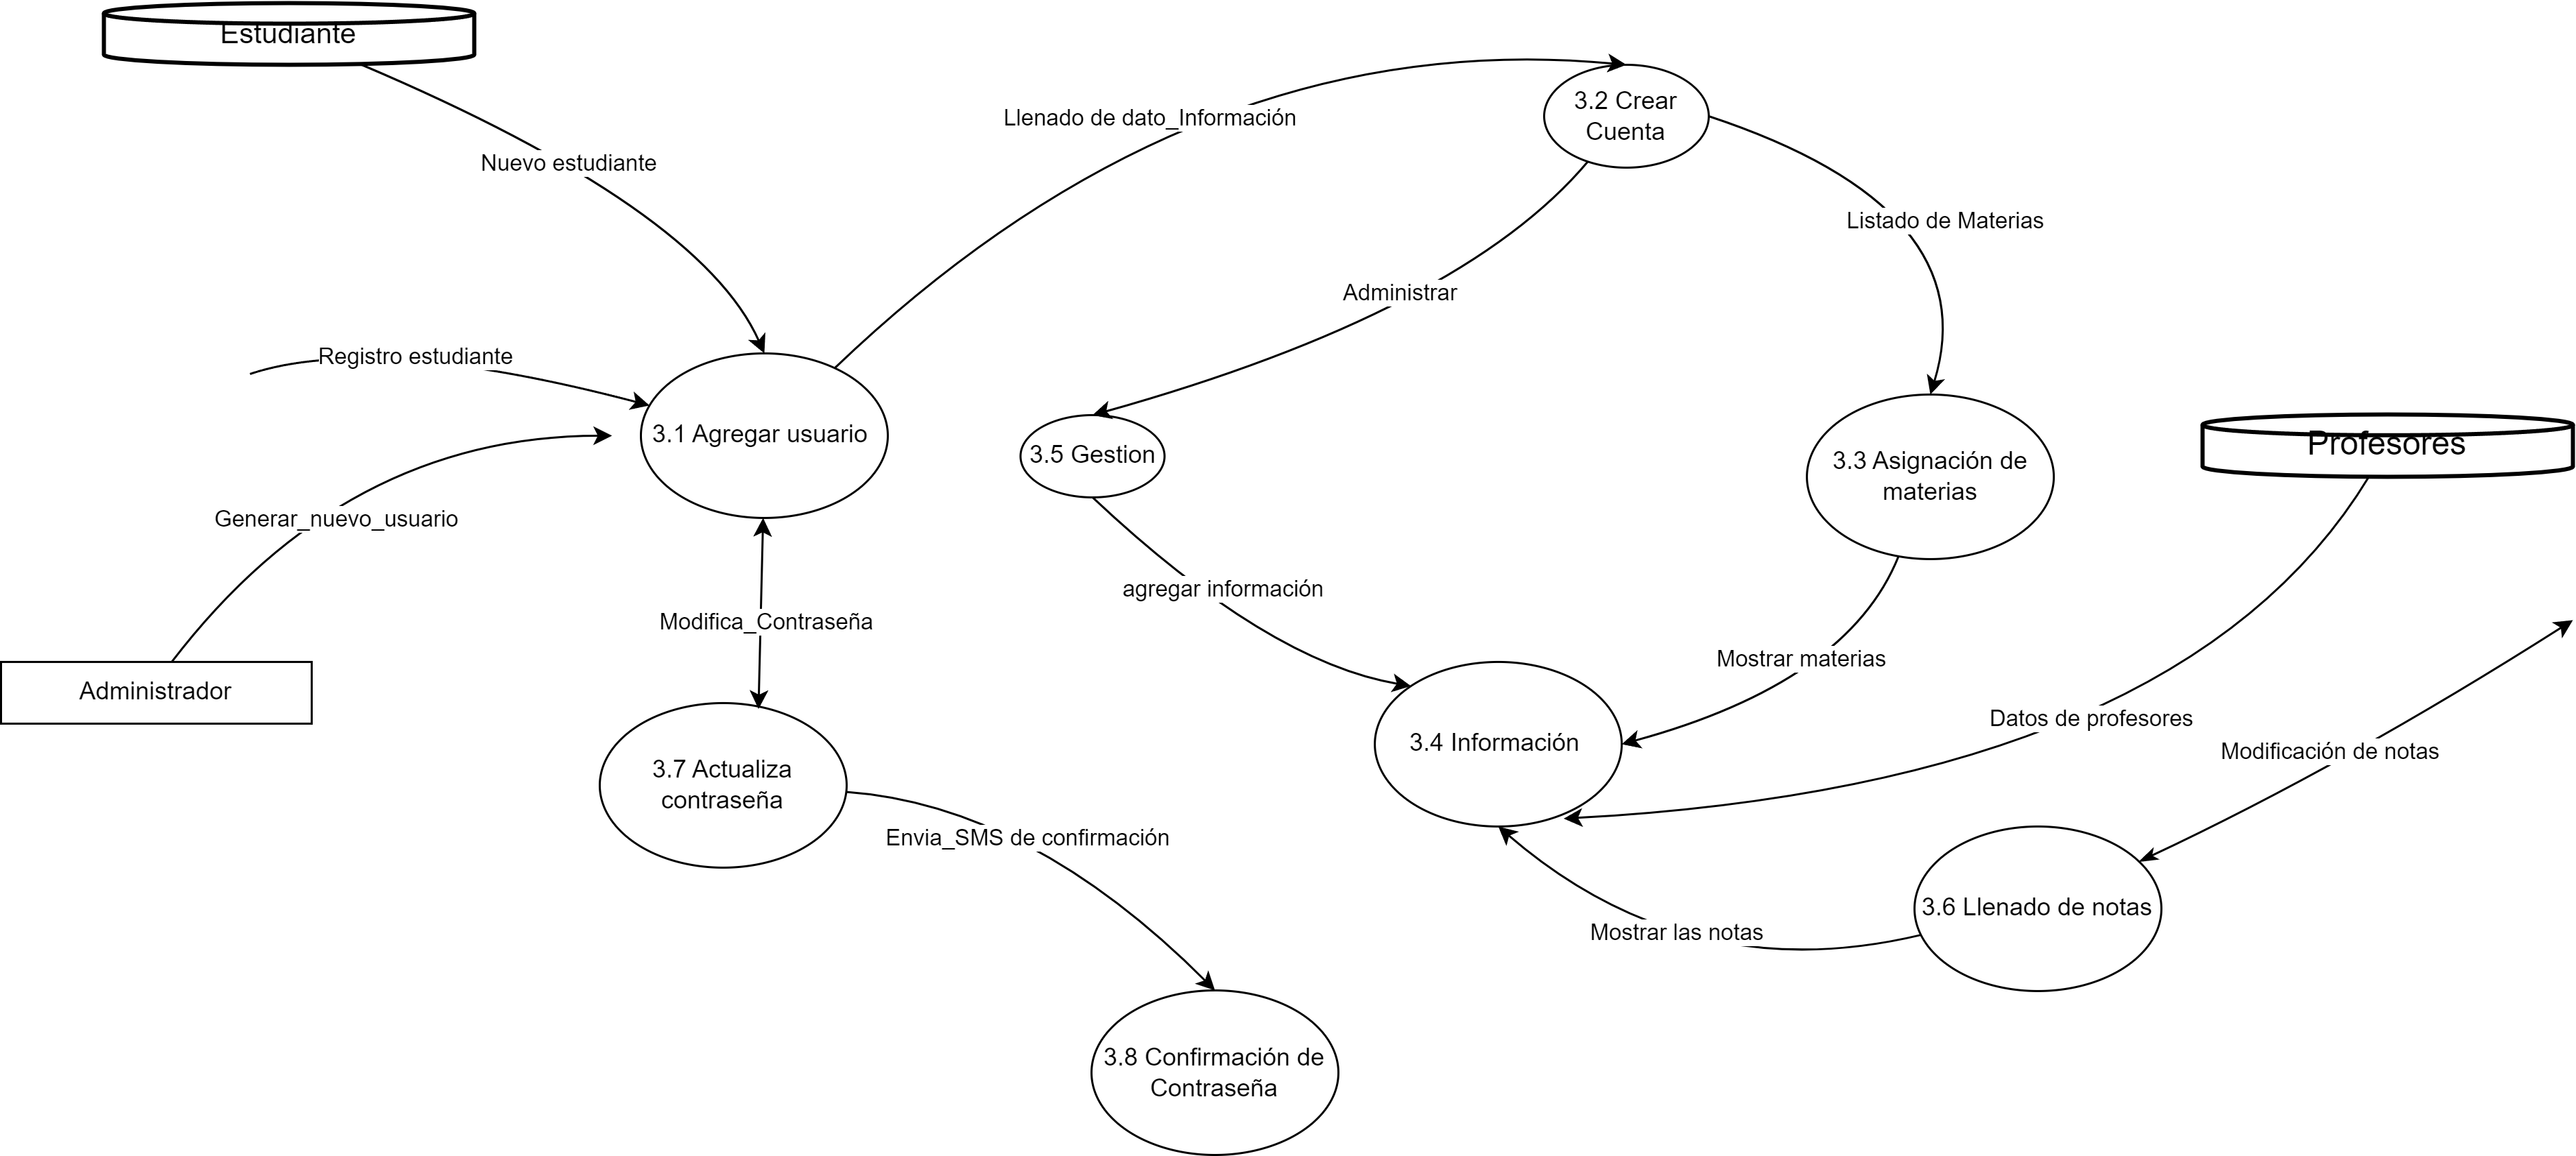 Estudiante
Llenado de dato_Información
3.2 Crear
Cuenta
Nuevo estudiante
Listado de Materias
Administrar
Registro estudiante
3.1 Agregar usuario
3.5 Gestion
3.3 Asignación de
materias
Profesores
Generar_nuevo_usuario
agregar información
Modifica_Contraseña
Mostrar materias
Administrador
Datos de profesores
3.4 Información
Modificación de notas
3.7 Actualiza
contraseña
Envia_SMS de confirmación
3.6 Llenado de notas
Mostrar las notas
3.8 Confirmación de
Contraseña